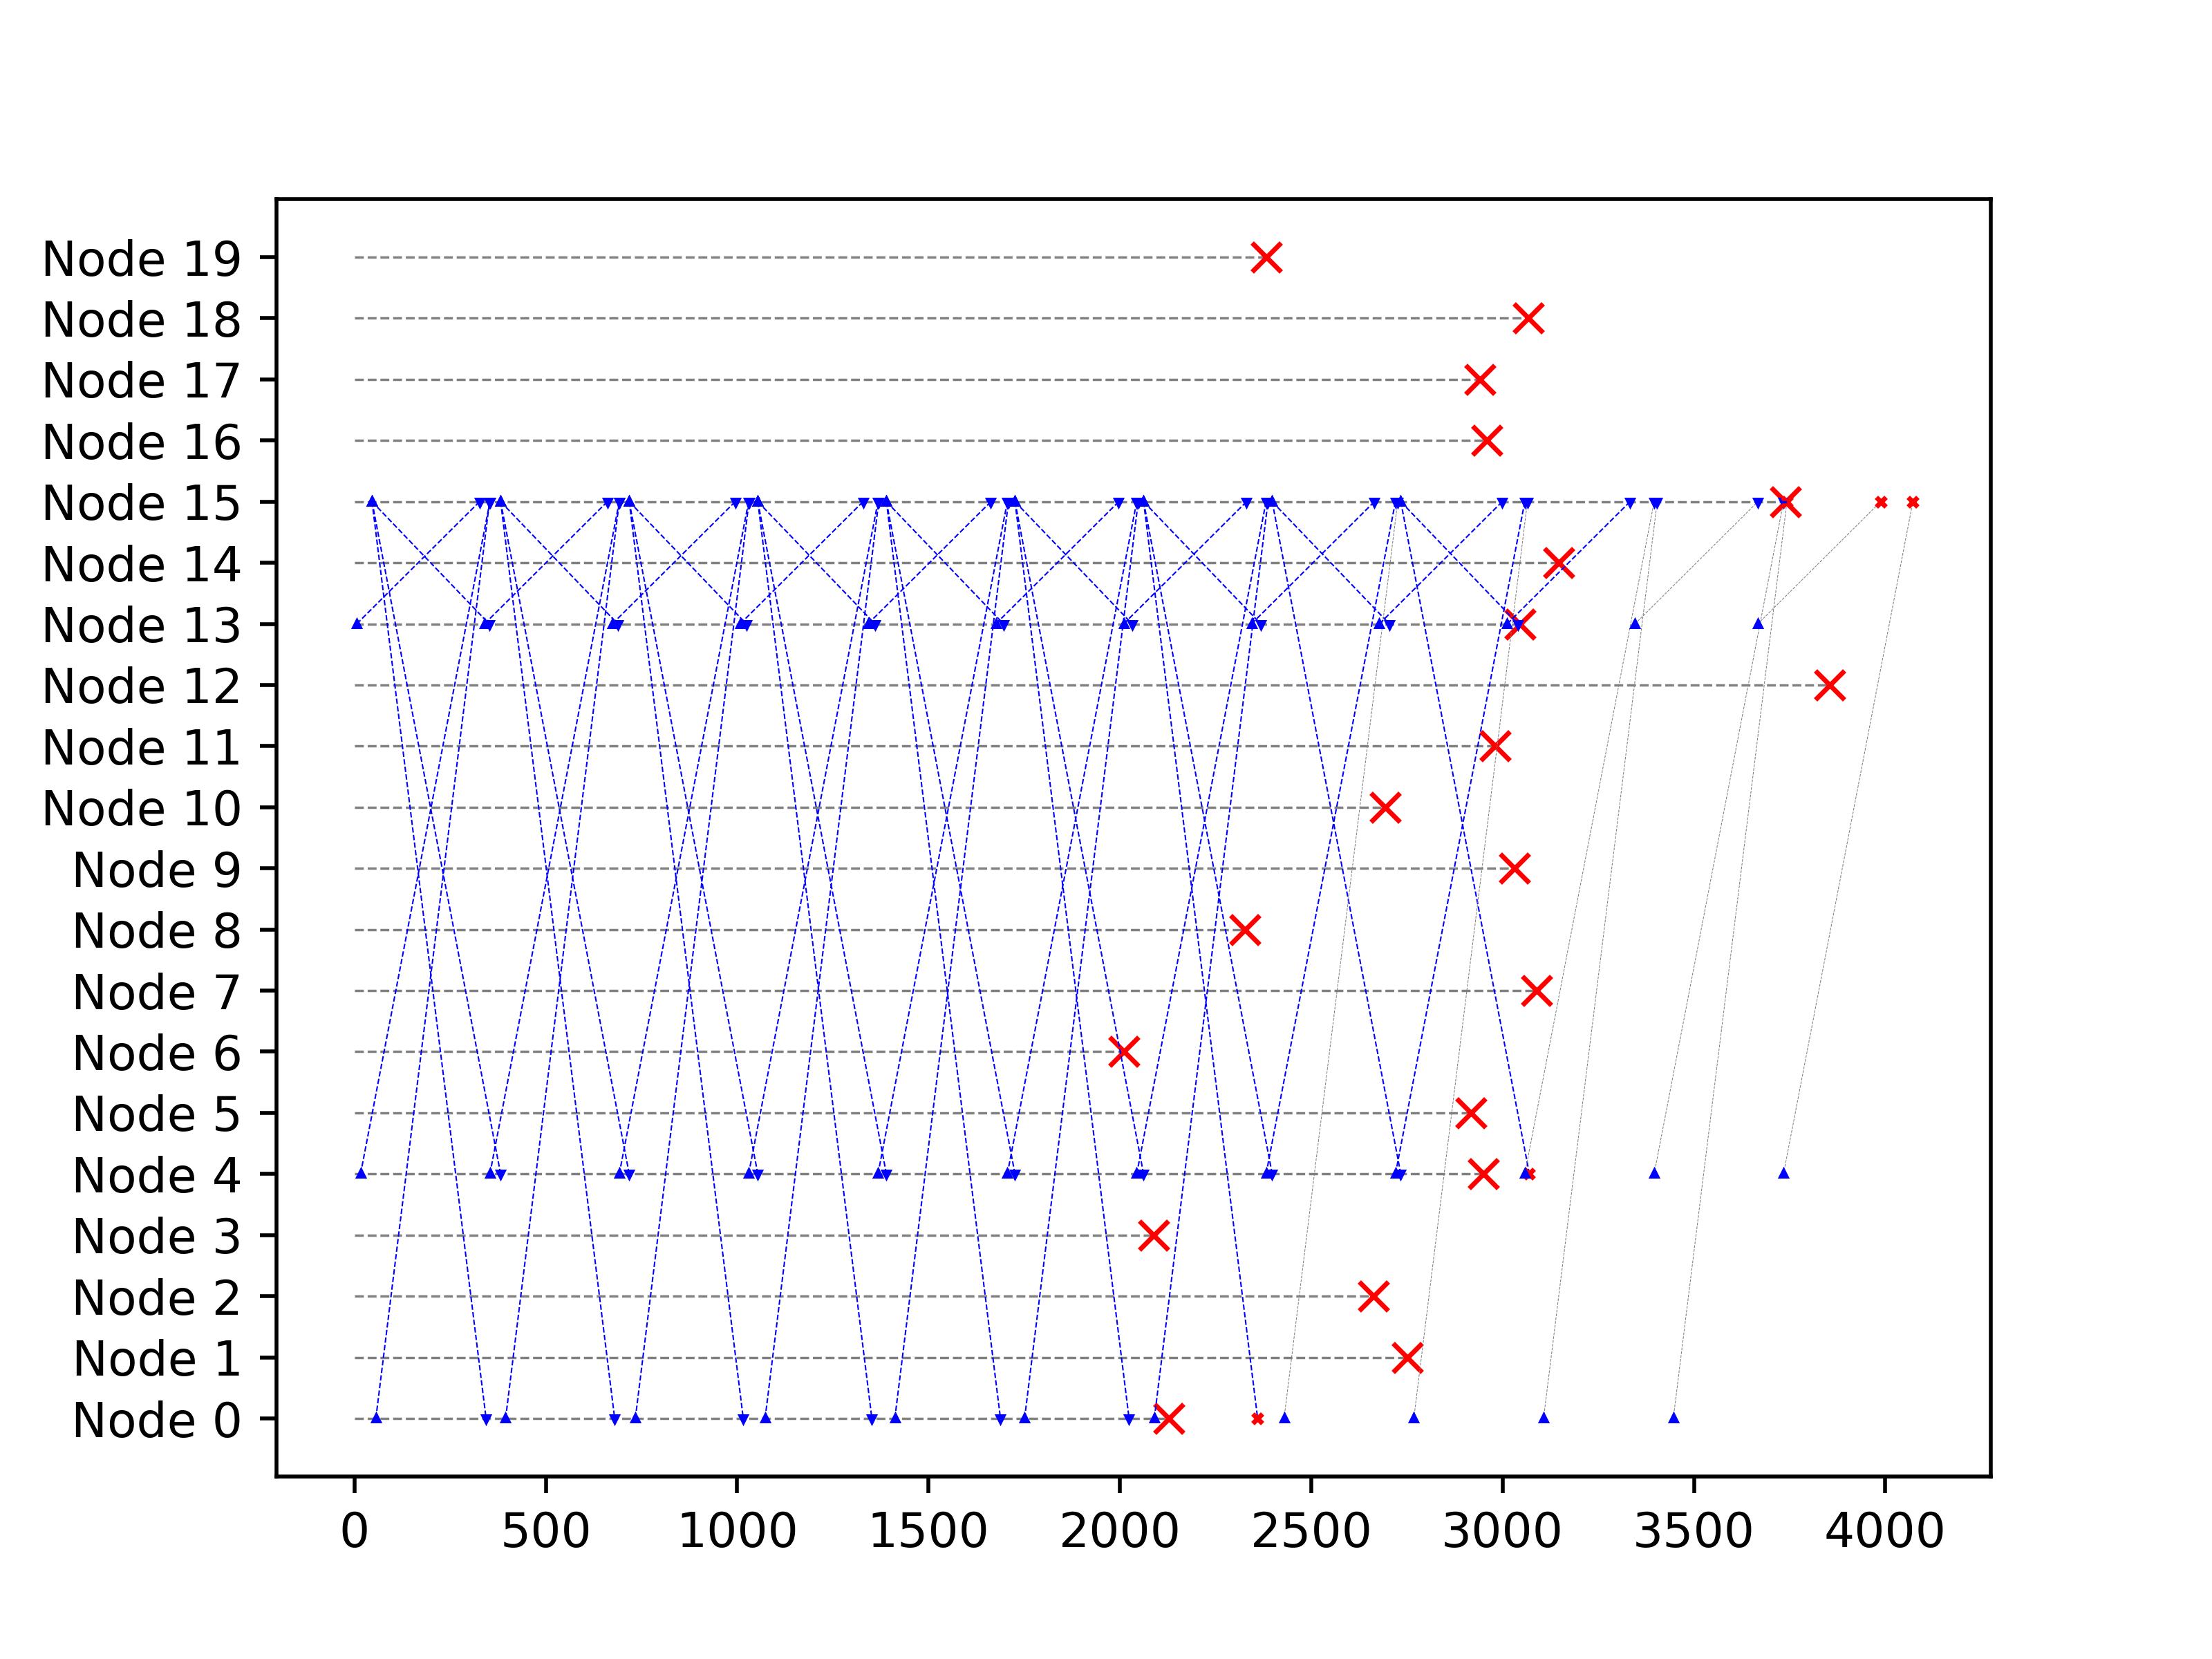 Node 19
Node 18
Node 17
Node 16
Node 15
Node 14
Node 13
Node 12
Node 11
Node 10
Node 9
Node 8
Node 7
Node 6
Node 5
Node 4
Node 3
Node 2
Node 1
Node 0
0 500 1000 1500 2000 2500 3000 3500 4000